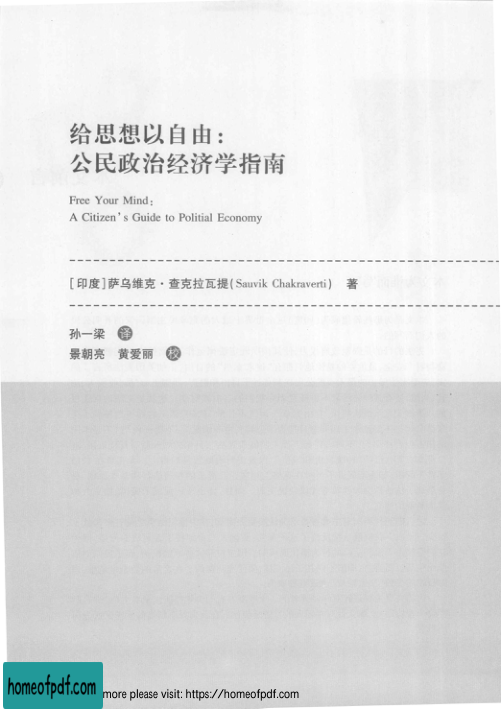 给思想以自由：
公民政治经济学指南
Free Your Mind:
A Citizen's Guide to Politial Economy
[印度]萨乌维克·查克拉瓦提(Sauvik Chakraverti) 著
孙一梁 译
景朝亮 黄爱丽 校
homeofpdf.com
more please visit: https://homeofpdf.com